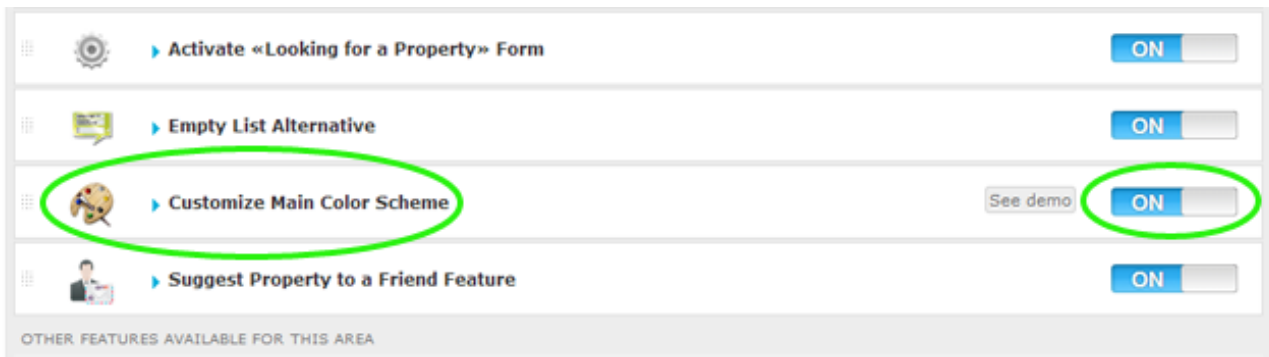 Activate «Looking for a Property» Form ON
Empty List Alternative ON
Customize Main Color Scheme See demo ON
Suggest Property to a Friend Feature ON
OTHER FEATURES AVAILABLE FOR THIS AREA